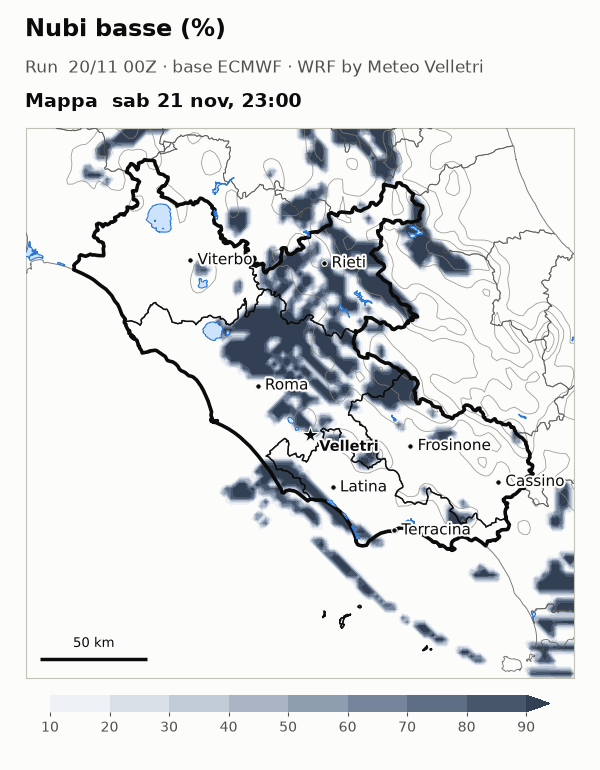 Nubi basse (%)
Run  20/11 00Z · base ECMWF · WRF by Meteo Velletri
Mappa  sab 21 nov, 23:00
Viterbo
Rieti
Roma
Velletri
Frosinone
Cassino
Latina
Terracina
50 km
10 20 30 40 50 60 70 80 90